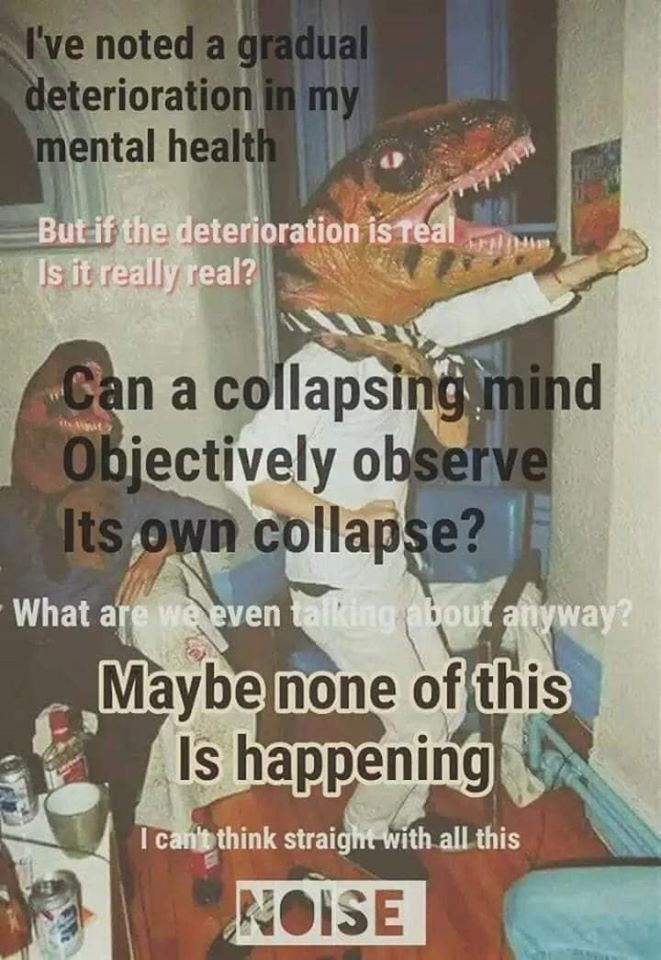 I've noted a gradual
deterioration in my
mental health
But if the deterioration is real
Is it really real?
Can a collapsing mind
Objectively observe
Its own collapse?
What are we even talking about anyway?
Maybe none of this
Is happening
I can't think straight with all this
NOISE